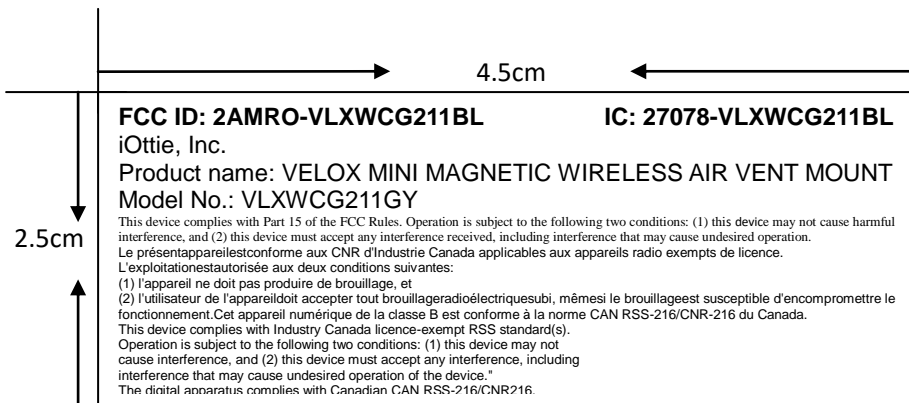 4.5cm
FCC ID: 2AMRO-VLXWCG211BL IC: 27078-VLXWCG211BL
iOttie, Inc.
Product name: VELOX MINI MAGNETIC WIRELESS AIR VENT MOUNT
Model No.: VLXWCG211GY
This device complies with Part 15 of the FCC Rules. Operation is subject to the following two conditions: (1) this device may not cause harmful
interference, and (2) this device must accept any interference received, including interference that may cause undesired operation.
2.5cm
Le présentappareilestconforme aux CNR d'Industrie Canada applicables aux appareils radio exempts de licence.
L'exploitationestautorisée aux deux conditions suivantes:
(1) l'appareil ne doit pas produire de brouillage, et
(2) l'utilisateur de l'appareildoit accepter tout brouillageradioélectriquesubi, mêmesi le brouillageest susceptible d'encompromettre le
fonctionnement.Cet appareil numérique de la classe B est conforme à la norme CAN RSS-216/CNR-216 du Canada.
This device complies with Industry Canada licence-exempt RSS standard(s).
Operation is subject to the following two conditions: (1) this device may not
cause interference, and (2) this device must accept any interference, including
interference that may cause undesired operation of the device."
The digital apparatus complies with Canadian CAN RSS-216/CNR216.